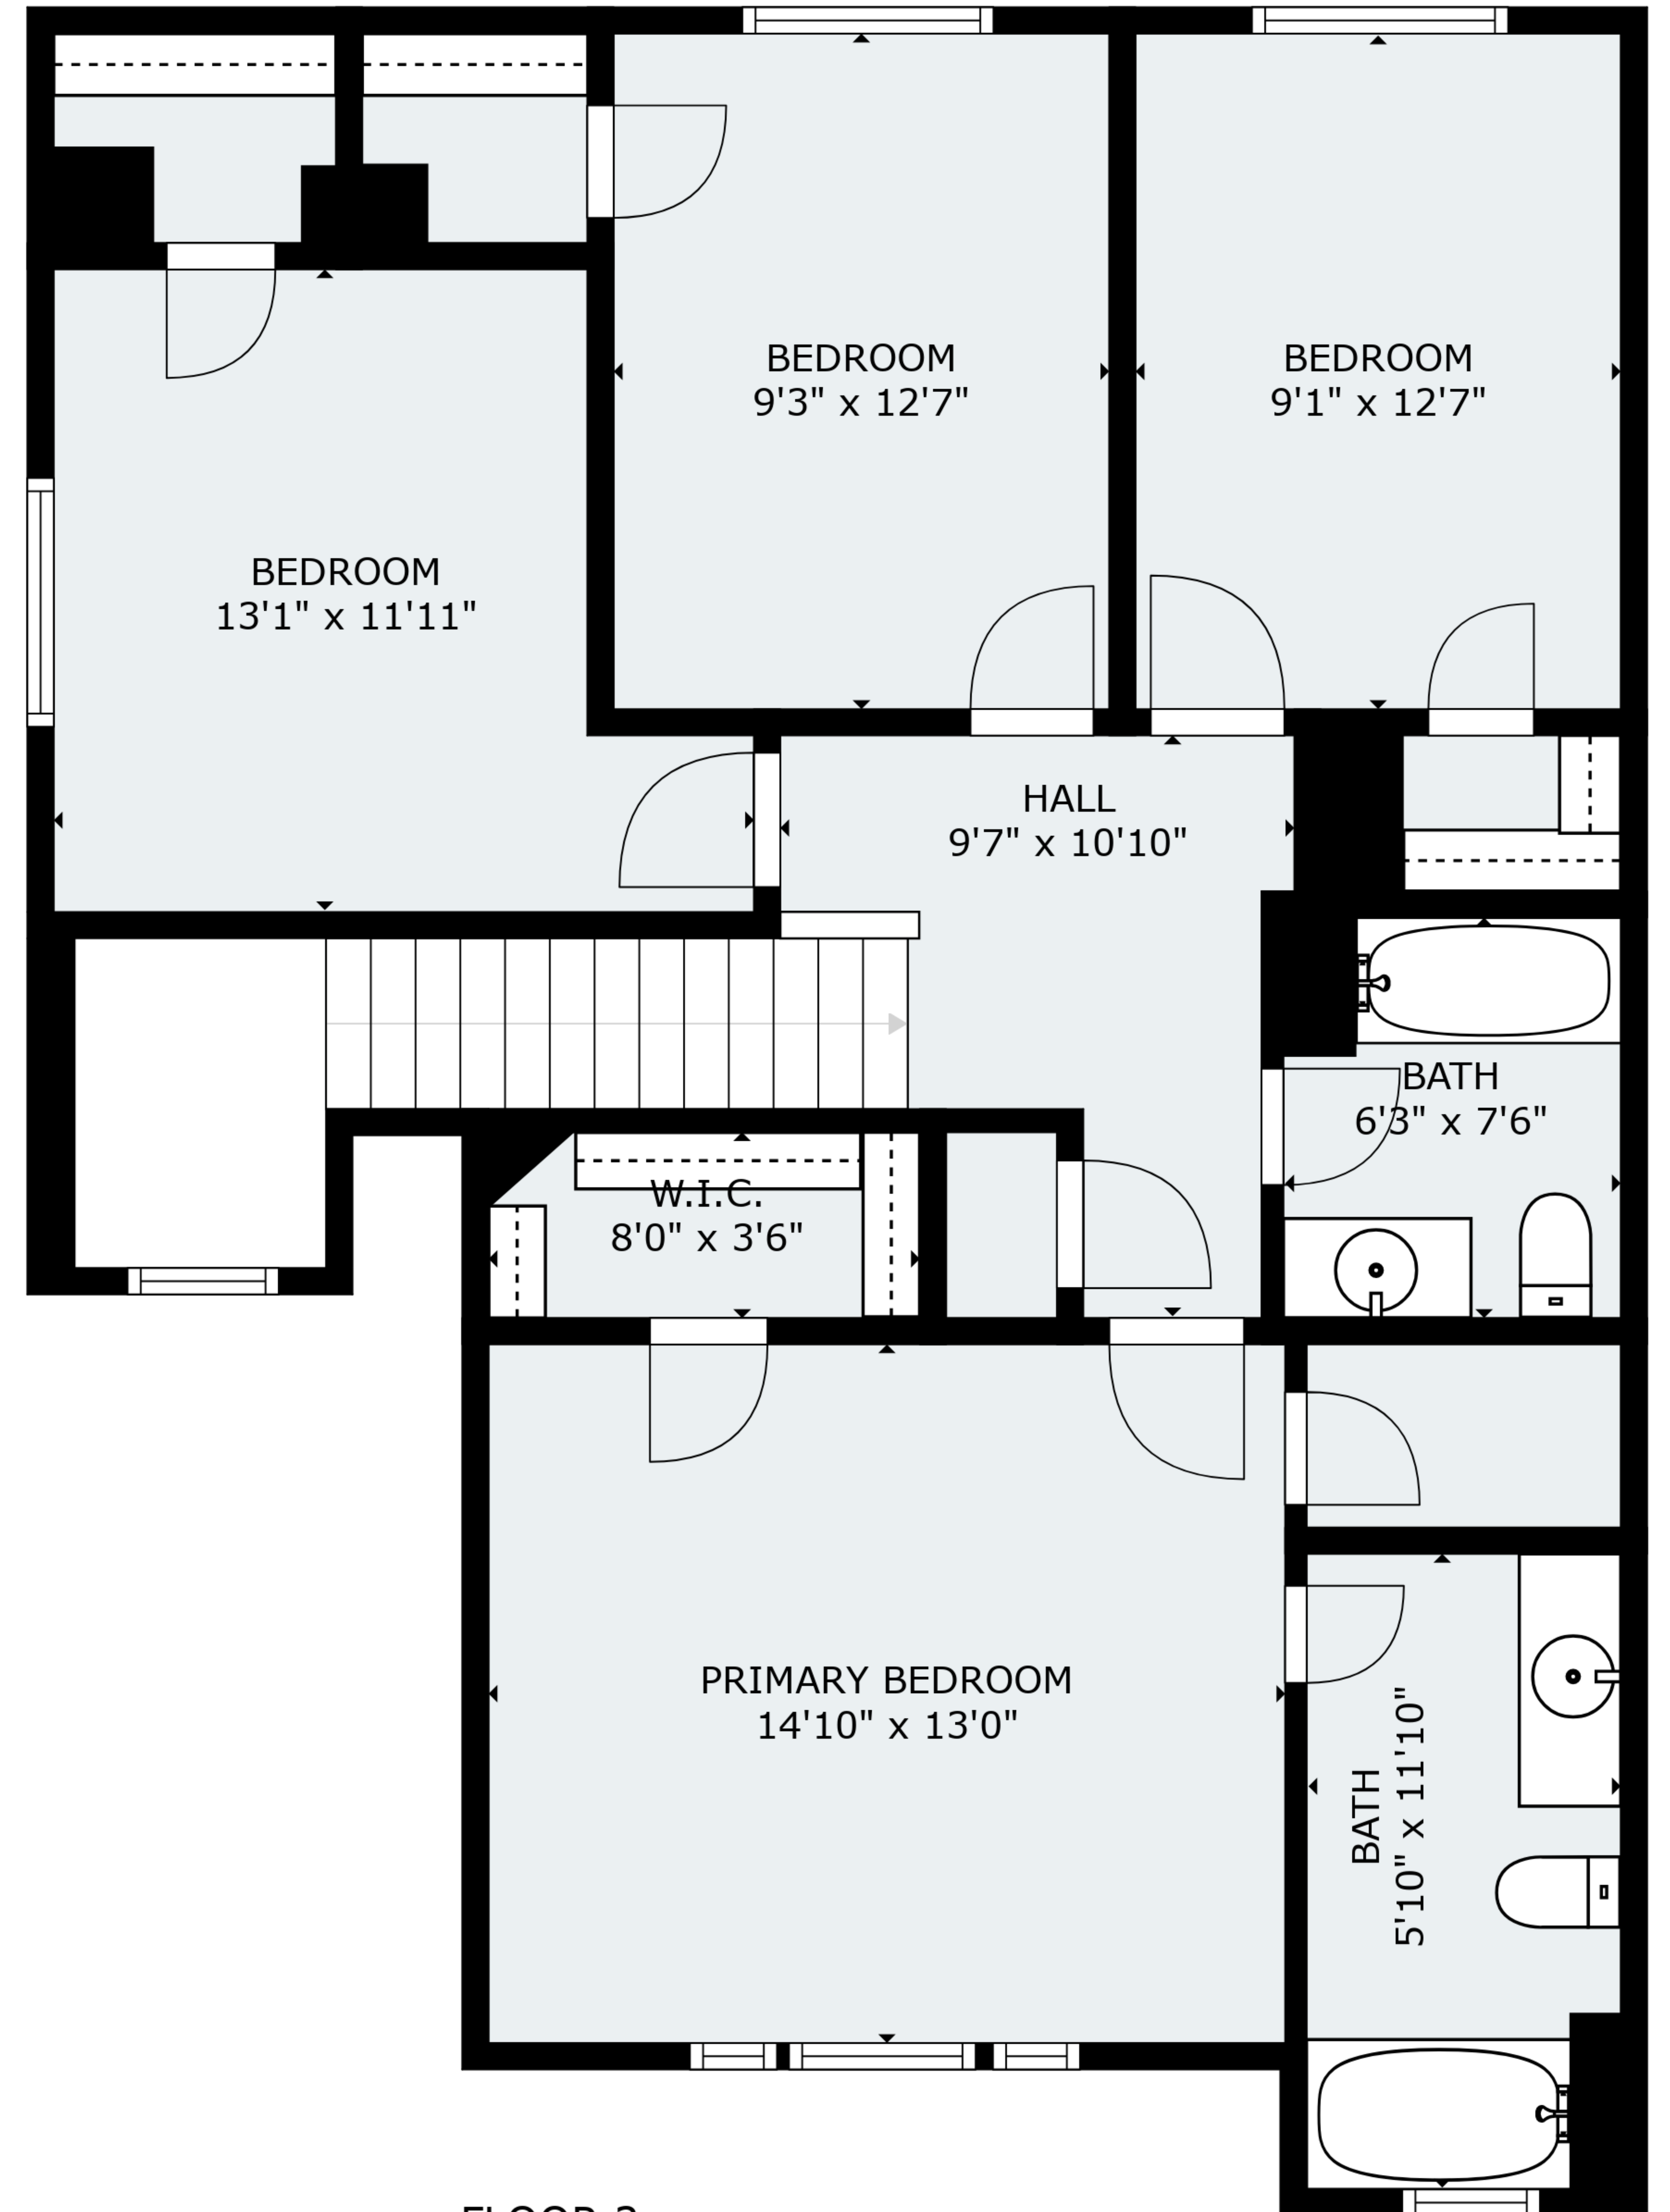 BEDROOM
9'3" x 12'7"
BEDROOM
9'1" x 12'7"
BEDROOM
13'1" x 11'11"
HALL
9'7" x 10'10"
BATH
6'3" x 7'6"
W.I.C.
8'0" x 3'6"
PRIMARY BEDROOM
14'10" x 13'0"
BATH
5'10" x 11'10"
FLOOR